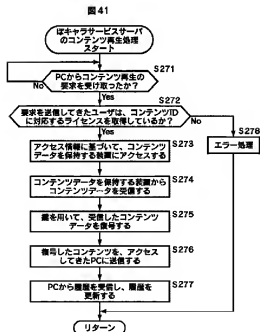 図41
ぽキャラサービスサーバ
のコンテンツ再生処理
スタート
S271
PCからコンテンツ再生の
要求を受け取ったか?
No
Yes
S272
要求を送信してきたユーザは、コンテンツID
に対応するライセンスを取得しているか?
No
Yes
S273
アクセス情報に基づいて、コンテンツ
データを保持する装置にアクセスする
S278
エラー処理
S274
コンテンツデータを保持する装置から
コンテンツデータを受信する
S275
鍵を用いて、受信したコンテンツ
データを復号する
S276
復号したコンテンツを、アクセス
してきたPCに送信する
S277
PCから履歴を受信し、履歴を
更新する
リターン